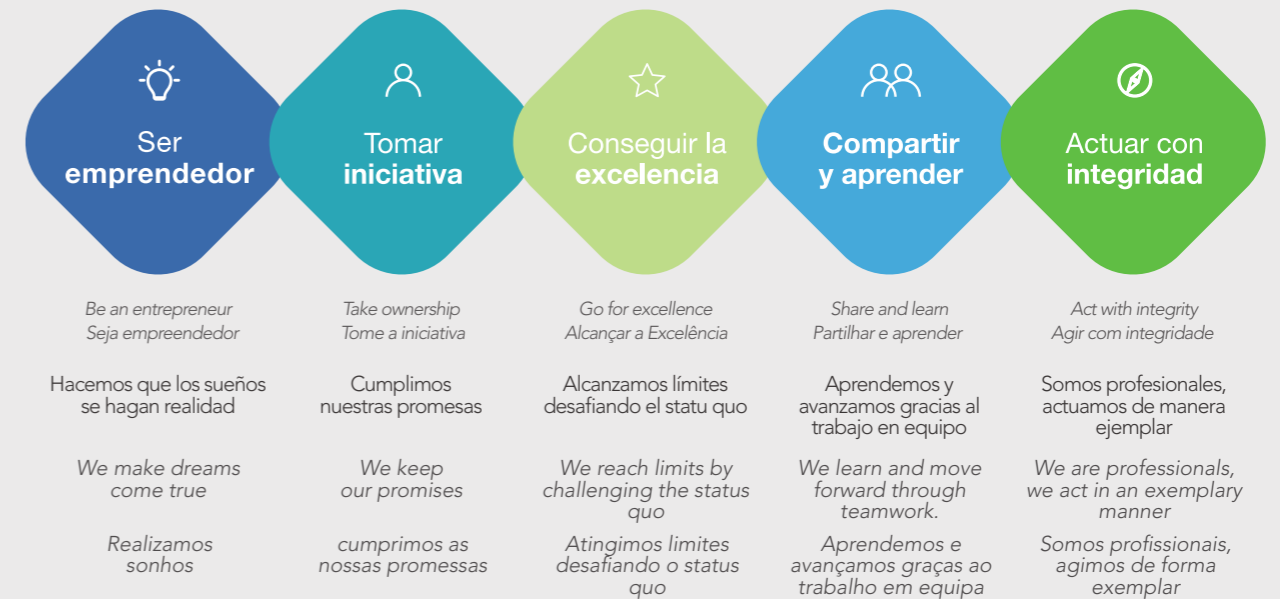 Ser
emprendedor
Be an entrepreneur
Seja empreendedor
Hacemos que los sueños
se hagan realidad
We make dreams
come true
Realizamos
sonhos
Tomar
iniciativa
Take ownership
Tome a iniciativa
Cumplimos
nuestras promesas
We keep
our promises
cumprimos as
nossas promessas
Conseguir la
excelencia
Go for excellence
Alcançar a Excelência
Alcanzamos límites
desafiando el statu quo
We reach limits by
challenging the status
quo
Atingimos limites
desafiando o status
quo
Compartir
y aprender
Share and learn
Partilhar e aprender
Aprendemos y
avanzamos gracias al
trabajo en equipo
We learn and move
forward through
teamwork.
Aprendemos e
avançamos graças ao
trabalho em equipa
Actuar con
integridad
Act with integrity
Agir com integridade
Somos profesionales,
actuamos de manera
ejemplar
We are professionals,
we act in an exemplary
manner
Somos profissionais,
agimos de forma
exemplar